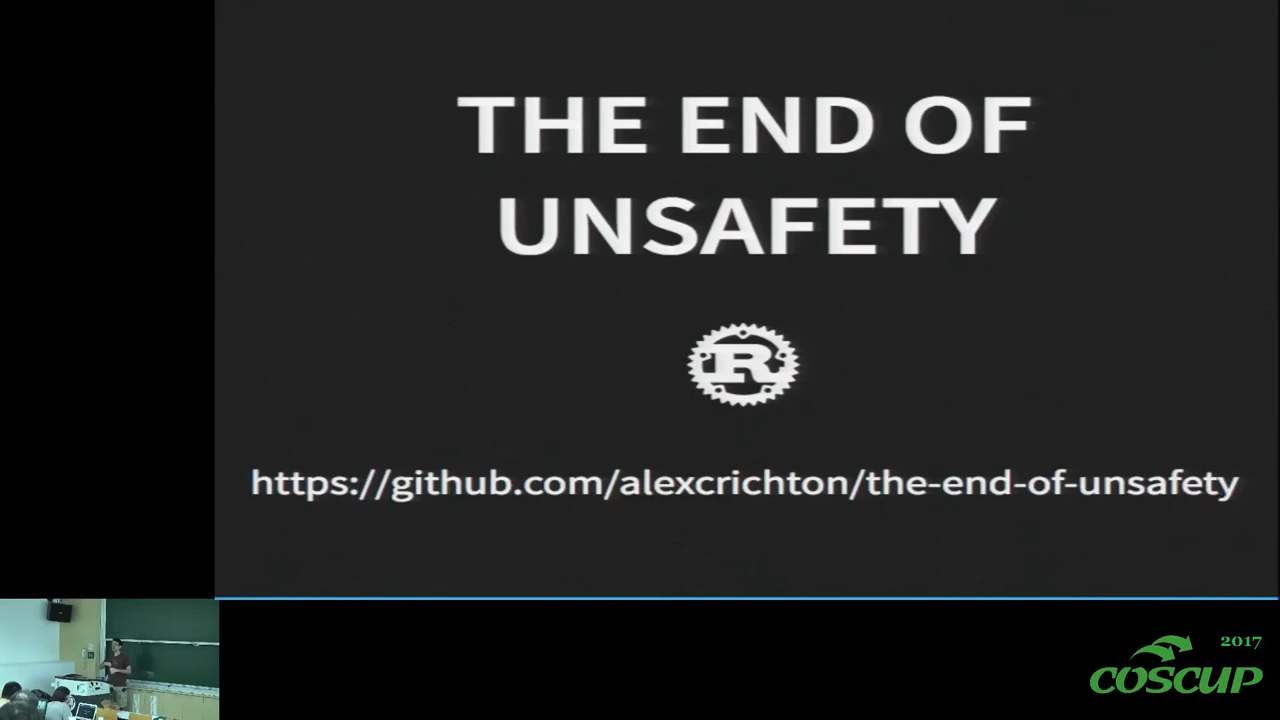 THE END OF
UNSAFETY
R
https://github.com/alexcrichton/the-end-of-unsafety
2017
COSCUP